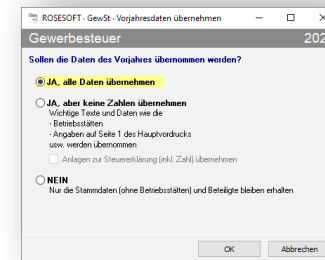 ROSESOFT - GewSt - Vorjahresdaten übernehmen
Gewerbesteuer 202
Sollen die Daten des Vorjahres übernommen werden?
JA, alle Daten übernehmen
JA, aber keine Zahlen übernehmen
Wichtige Texte und Daten wie die
- Betriebsstätten
- Angaben auf Seite 1 des Hauptvordrucks
usw. werden übernommen
Anlagen zur Steuererklärung (inkl. Zahl) übernehmen
NEIN
Nur die Stammdaten (ohne Betriebsstätten) und Beteiligte bleiben erhalten
OK Abbrechen